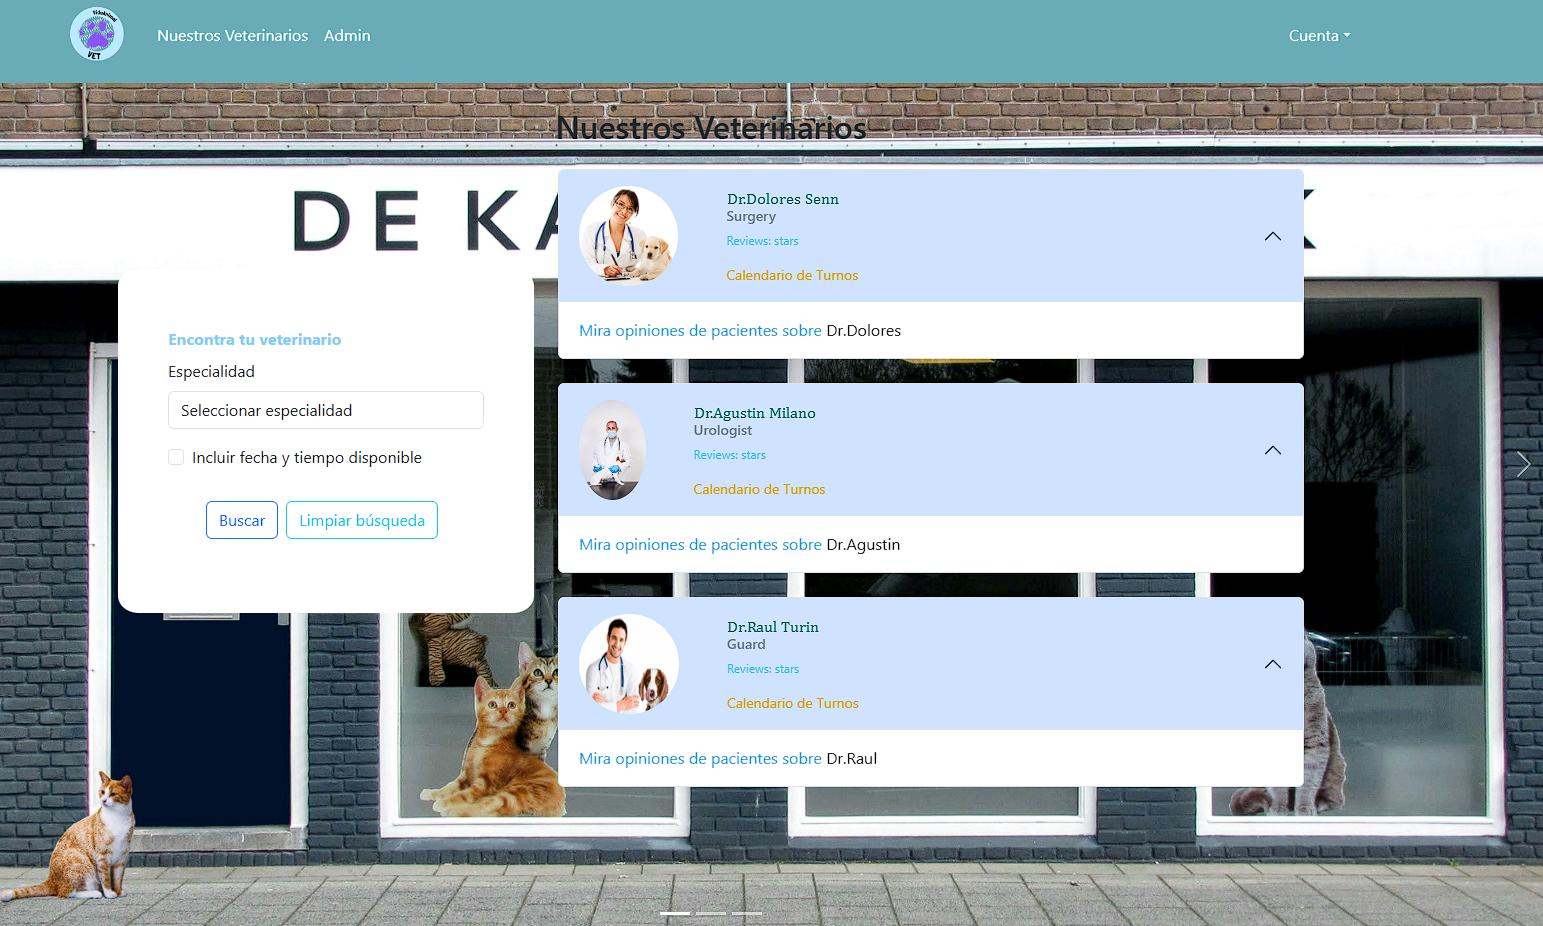 VET
Nuestros Veterinarios
Admin
Cuenta
Nuestros Veterinarios
DE KA
K
Encontra tu veterinario
Especialidad
Seleccionar especialidad
Incluir fecha y tiempo disponible
Buscar
Limpiar búsqueda
Dr.Dolores Senn
Surgery
Reviews: stars
Calendario de Turnos
Mira opiniones de pacientes sobre Dr.Dolores
Dr.Agustin Milano
Urologist
Reviews: stars
Calendario de Turnos
Mira opiniones de pacientes sobre Dr.Agustin
Dr.Raul Turin
Guard
Reviews: stars
Calendario de Turnos
Mira opiniones de pacientes sobre Dr.Raul